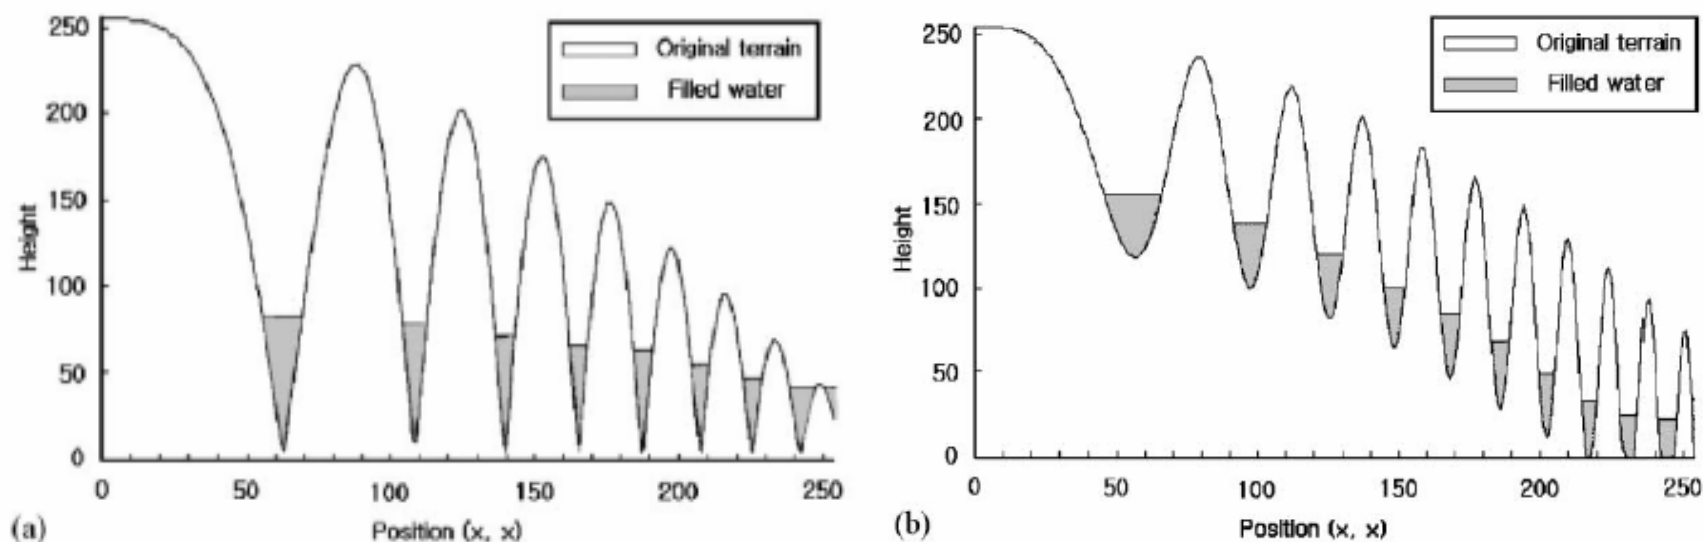 250
200
150
100
50
0
Height
Original terrain
Filled water
0 50 100 150 200 250
Position (x, x)
(a)
250
200
150
100
50
0
Height
Original terrain
Filled water
0 50 100 150 200 250
Position (x, x)
(b)